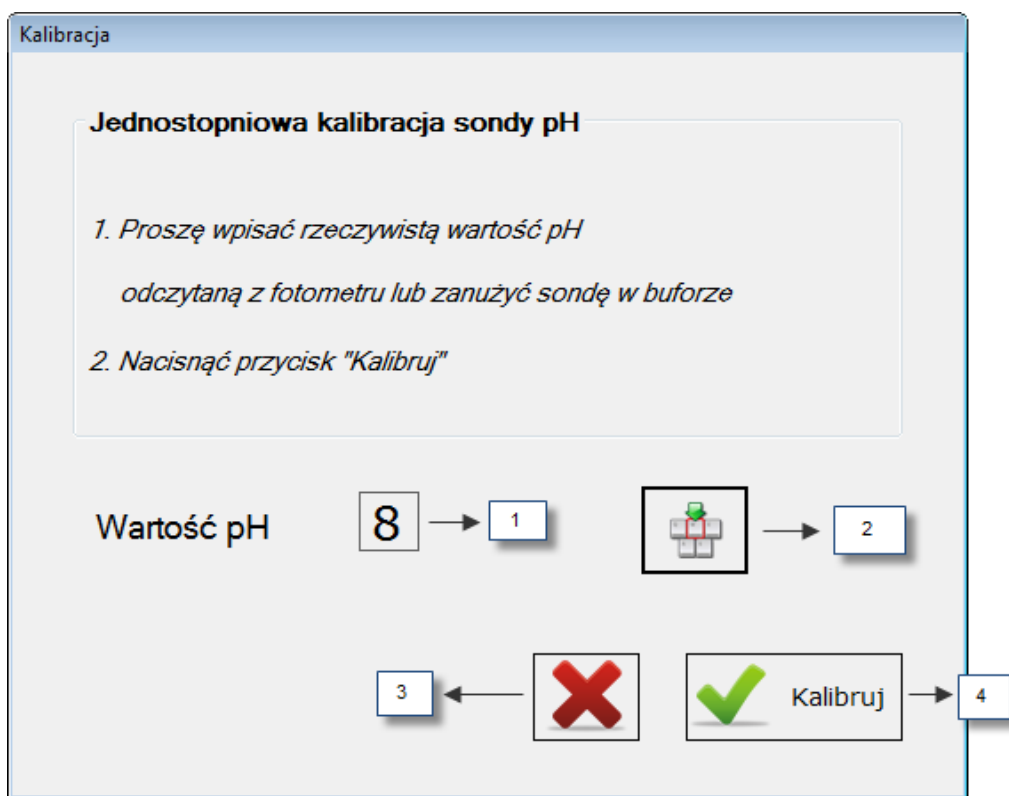 Kalibracja
Jednostopniowa kalibracja sondy pH
1. Proszę wpisać rzeczywistą wartość pH
odczytaną z fotometru lub zanużyć sondę w buforze
2. Nacisnąć przycisk "Kalibruj"
Wartość pH 8 1 2
3 Kalibruj 4